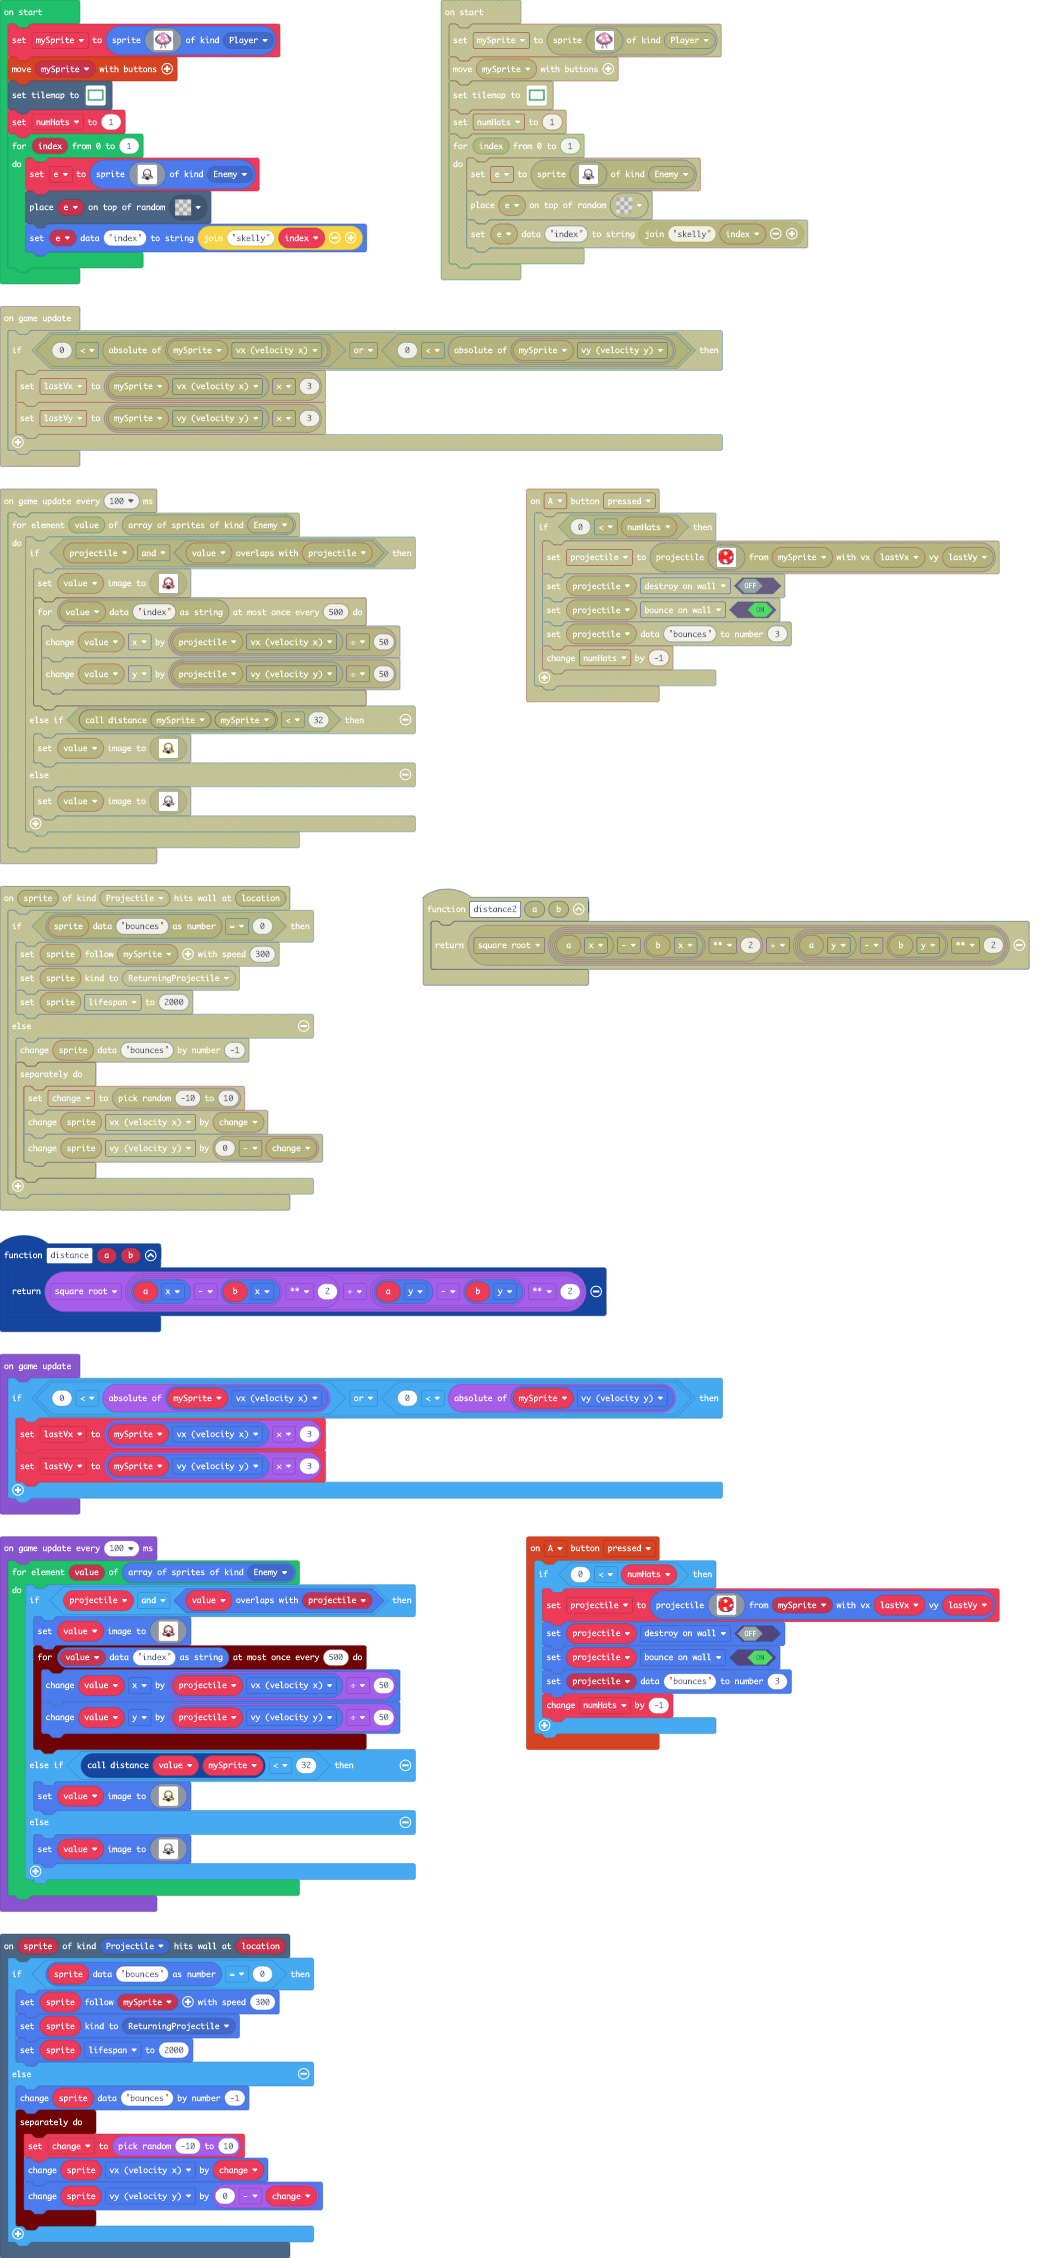 on start
set mySprite to sprite of kind Player
move mySprite with buttons
set tilemap to
set numHats to 1
for index from 0 to 1
do
set e to sprite of kind Enemy
place e on top of random
set e data "index" to string join "skelly" index
on start
set mySprite to sprite of kind Player
move mySprite with buttons
set tilemap to
set numHats to 1
for index from 0 to 1
do
set e to sprite of kind Enemy
place e on top of random
set e data "index" to string join "skelly" index
on game update
if 0 < absolute of mySprite vx (velocity x) or 0 < absolute of mySprite vy (velocity y) then
set lastVx to mySprite vx (velocity x) × 3
set lastVy to mySprite vy (velocity y) × 3
on game update every 100 ms
for element value of array of sprites of kind Enemy
do
if projectile and value overlaps with projectile then
set value image to
for value data "index" as string at most once every 500 do
change value x by projectile vx (velocity x) ÷ 50
change value y by projectile vy (velocity y) ÷ 50
else if call distance mySprite mySprite < 32 then
set value image to
else
set value image to
on A button pressed
if 0 < numHats then
set projectile to projectile from mySprite with vx lastVx vy lastVy
set projectile destroy on wall OFF
set projectile bounce on wall ON
set projectile data "bounces" to number 3
change numHats by -1
on sprite of kind Projectile hits wall at location
if sprite data "bounces" as number = 0 then
set sprite follow mySprite with speed 300
set sprite kind to ReturningProjectile
set sprite lifespan to 2000
else
change sprite data "bounces" by number -1
separately do
set change to pick random -10 to 10
change sprite vx (velocity x) by change
change sprite vy (velocity y) by 0 - change
function distance2 a b
return square root a x - b x ** 2 + a y - b y ** 2
function distance a b
return square root a x - b x ** 2 + a y - b y ** 2
on game update
if 0 < absolute of mySprite vx (velocity x) or 0 < absolute of mySprite vy (velocity y) then
set lastVx to mySprite vx (velocity x) × 3
set lastVy to mySprite vy (velocity y) × 3
on game update every 100 ms
for element value of array of sprites of kind Enemy
do
if projectile and value overlaps with projectile then
set value image to
for value data "index" as string at most once every 500 do
change value x by projectile vx (velocity x) ÷ 50
change value y by projectile vy (velocity y) ÷ 50
else if call distance value mySprite < 32 then
set value image to
else
set value image to
on A button pressed
if 0 < numHats then
set projectile to projectile from mySprite with vx lastVx vy lastVy
set projectile destroy on wall OFF
set projectile bounce on wall ON
set projectile data "bounces" to number 3
change numHats by -1
on sprite of kind Projectile hits wall at location
if sprite data "bounces" as number = 0 then
set sprite follow mySprite with speed 300
set sprite kind to ReturningProjectile
set sprite lifespan to 2000
else
change sprite data "bounces" by number -1
separately do
set change to pick random -10 to 10
change sprite vx (velocity x) by change
change sprite vy (velocity y) by 0 - change